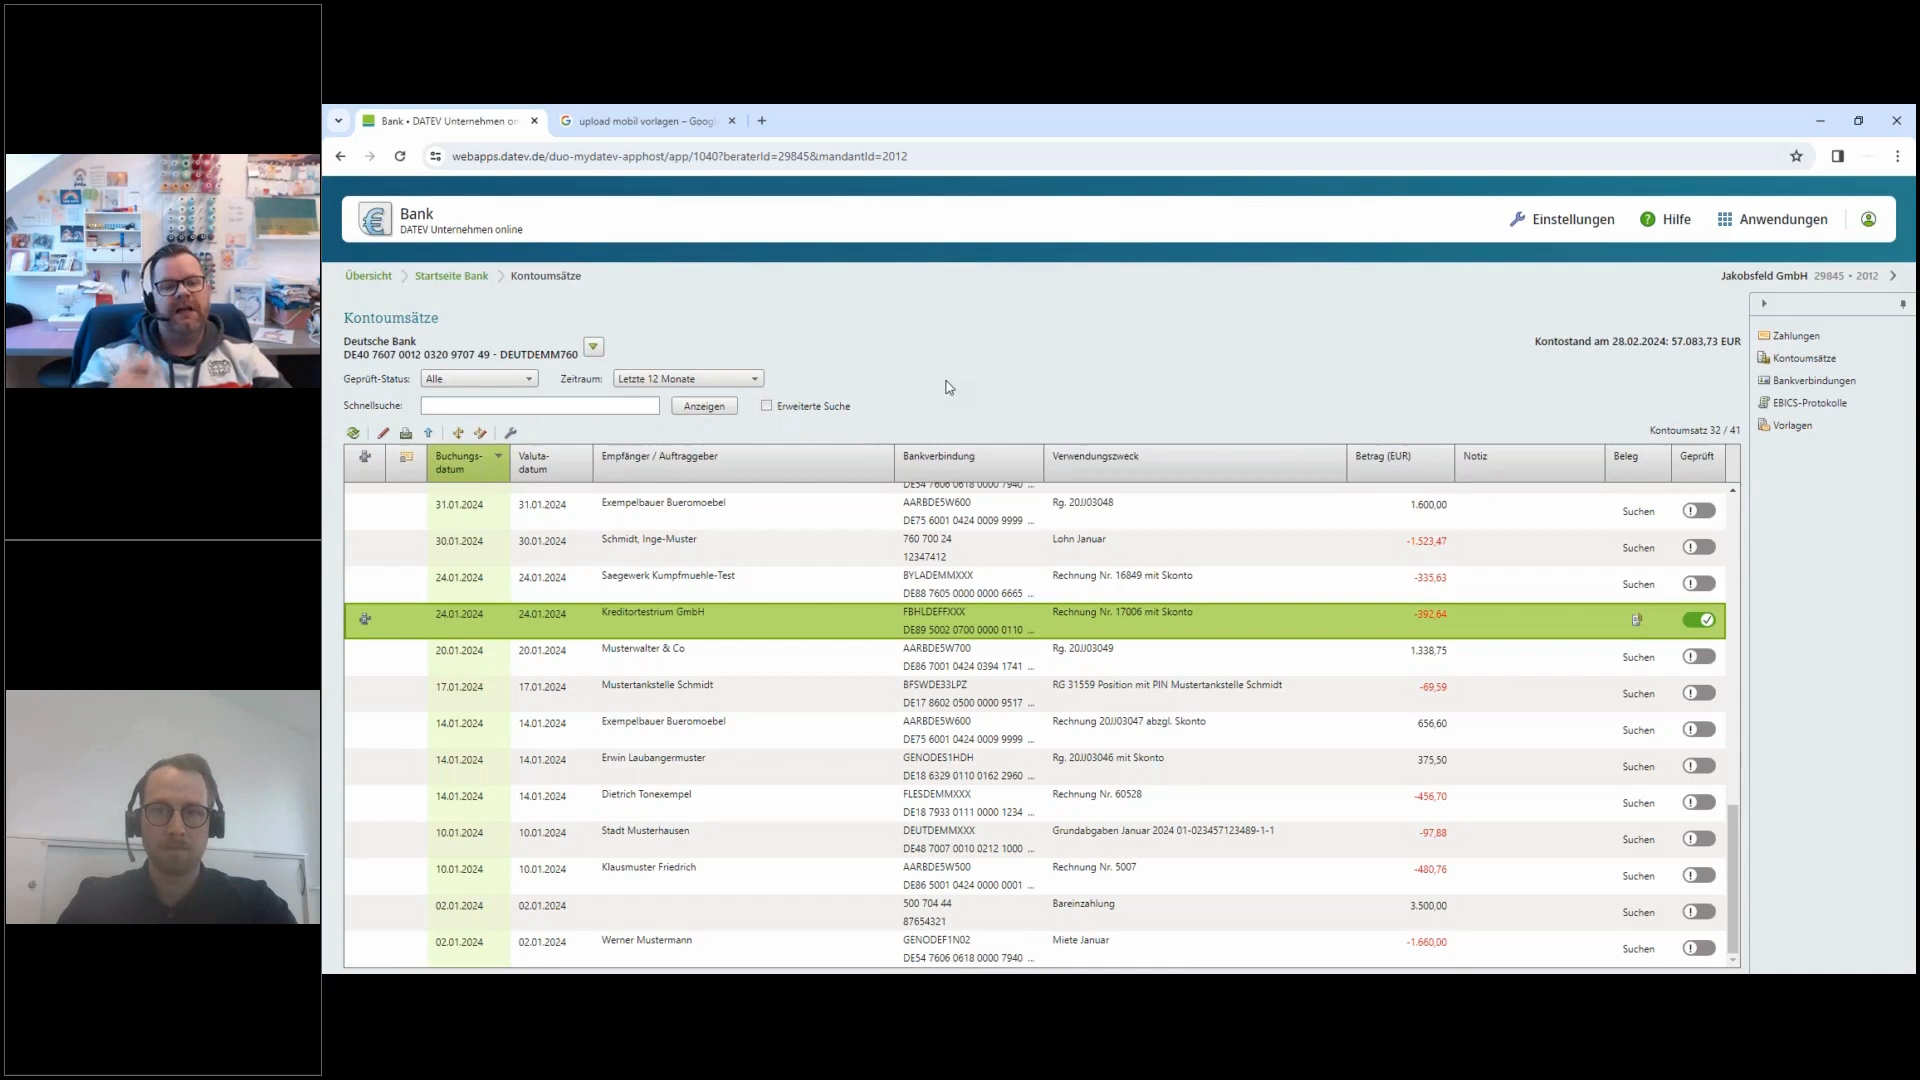 Bank • DATEV Unternehmen on
upload mobil vorlagen – Goog
webapps.datev.de/duo-mydatev-apphost/app/1040?beraterId=29845&mandantId=2012
Bank
DATEV Unternehmen online
Einstellungen
Hilfe
Anwendungen
Übersicht Startseite Bank Kontoumsätze
Jakobsfeld GmbH 29845 • 2012
Kontoumsätze
Deutsche Bank
DE40 7607 0012 0320 9707 49 - DEUTDEMM760
Kontostand am 28.02.2024: 57.083,73 EUR
Geprüft-Status: Alle Zeitraum: Letzte 12 Monate
Schnellsuche: Anzeigen Erweiterte Suche
Zahlungen
Kontoumsätze
Bankverbindungen
EBICS-Protokolle
Vorlagen
Kontoumsatz 32 / 41
Buchungs-
datum
Valuta-
datum
Empfänger / Auftraggeber
Bankverbindung
Verwendungszweck
Betrag (EUR)
Notiz
Beleg
Geprüft
DE54 7606 0618 0000 7940 ...
31.01.2024 31.01.2024 Exempelbauer Bueromoebel AARBDE5W600 Rg. 20JJ03048 1.600,00 Suchen
DE75 6001 0424 0009 9999 ...
30.01.2024 30.01.2024 Schmidt, Inge-Muster 760 700 24 Lohn Januar -1.523,47 Suchen
12347412
24.01.2024 24.01.2024 Saegewerk Kumpfmuehle-Test BYLADEMMXXX Rechnung Nr. 16849 mit Skonto -335,63 Suchen
DE88 7605 0000 0000 6665 ...
24.01.2024 24.01.2024 Kreditortestrium GmbH FBHLDEFFXXX Rechnung Nr. 17006 mit Skonto -392,64
DE89 5002 0700 0000 0110 ...
20.01.2024 20.01.2024 Musterwalter & Co AARBDE5W700 Rg. 20JJ03049 1.338,75 Suchen
DE86 7001 0424 0394 1741 ...
17.01.2024 17.01.2024 Mustertankstelle Schmidt BFSWDE33LPZ RG 31559 Position mit PIN Mustertankstelle Schmidt -69,59 Suchen
DE17 8602 0500 0000 9517 ...
14.01.2024 14.01.2024 Exempelbauer Bueromoebel AARBDE5W600 Rechnung 20JJ03047 abzgl. Skonto 656,60 Suchen
DE75 6001 0424 0009 9999 ...
14.01.2024 14.01.2024 Erwin Laubangermuster GENODES1HDH Rg. 20JJ03046 mit Skonto 375,50 Suchen
DE18 6329 0110 0162 2960 ...
14.01.2024 14.01.2024 Dietrich Tonexempel FLESDEMMXXX Rechnung Nr. 60528 -456,70 Suchen
DE18 7933 0111 0000 1234 ...
10.01.2024 10.01.2024 Stadt Musterhausen DEUTDEMMXXX Grundabgaben Januar 2024 01-023457123489-1-1 -97,88 Suchen
DE48 7007 0010 0212 1000 ...
10.01.2024 10.01.2024 Klausmuster Friedrich AARBDE5W500 Rechnung Nr. 5007 -480,76 Suchen
DE86 5001 0424 0000 0001 ...
02.01.2024 02.01.2024 500 704 44 Bareinzahlung 3.500,00 Suchen
87654321
02.01.2024 02.01.2024 Werner Mustermann GENODEF1N02 Miete Januar -1.660,00 Suchen
DE54 7606 0618 0000 7940 ...